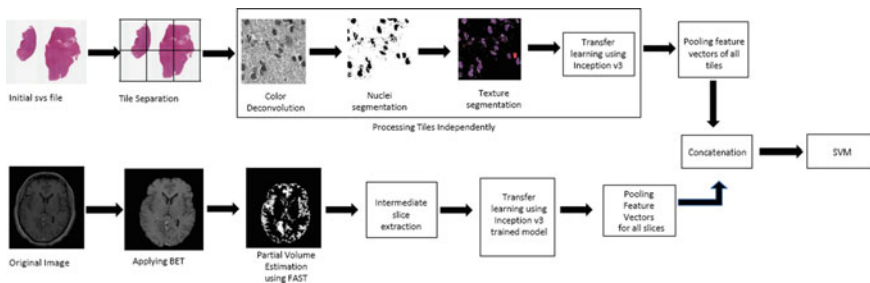 Initial svs file
Tile Separation
Color
Deconvolution
Nuclei
segmentation
Texture
segmentation
Transfer
learning using
Inception v3
Processing Tiles Independently
Pooling feature
vectors of all
tiles
Concatenation
SVM
Original Image
Applying BET
Partial Volume
Estimation
using FAST
Intermediate
slice
extraction
Transfer
learning using
Inception v3
trained model
Pooling
Feature
Vectors
for all slices